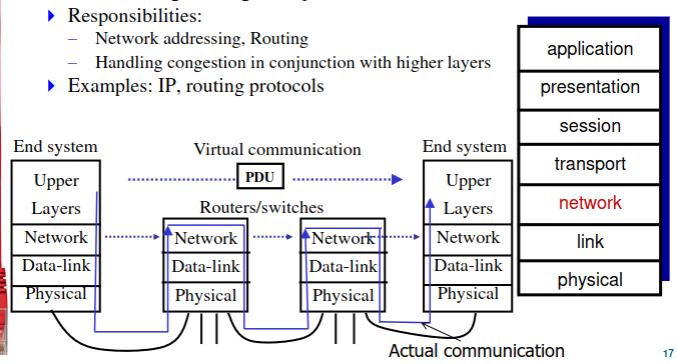 Responsibilities:
– Network addressing, Routing
– Handling congestion in conjunction with higher layers
Examples: IP, routing protocols
application
presentation
session
transport
network
link
physical
End system
Virtual communication
End system
PDU
Upper
Layers
Network
Data-link
Physical
Routers/switches
Network
Data-link
Physical
Network
Data-link
Physical
Upper
Layers
Network
Data-link
Physical
Actual communication
17